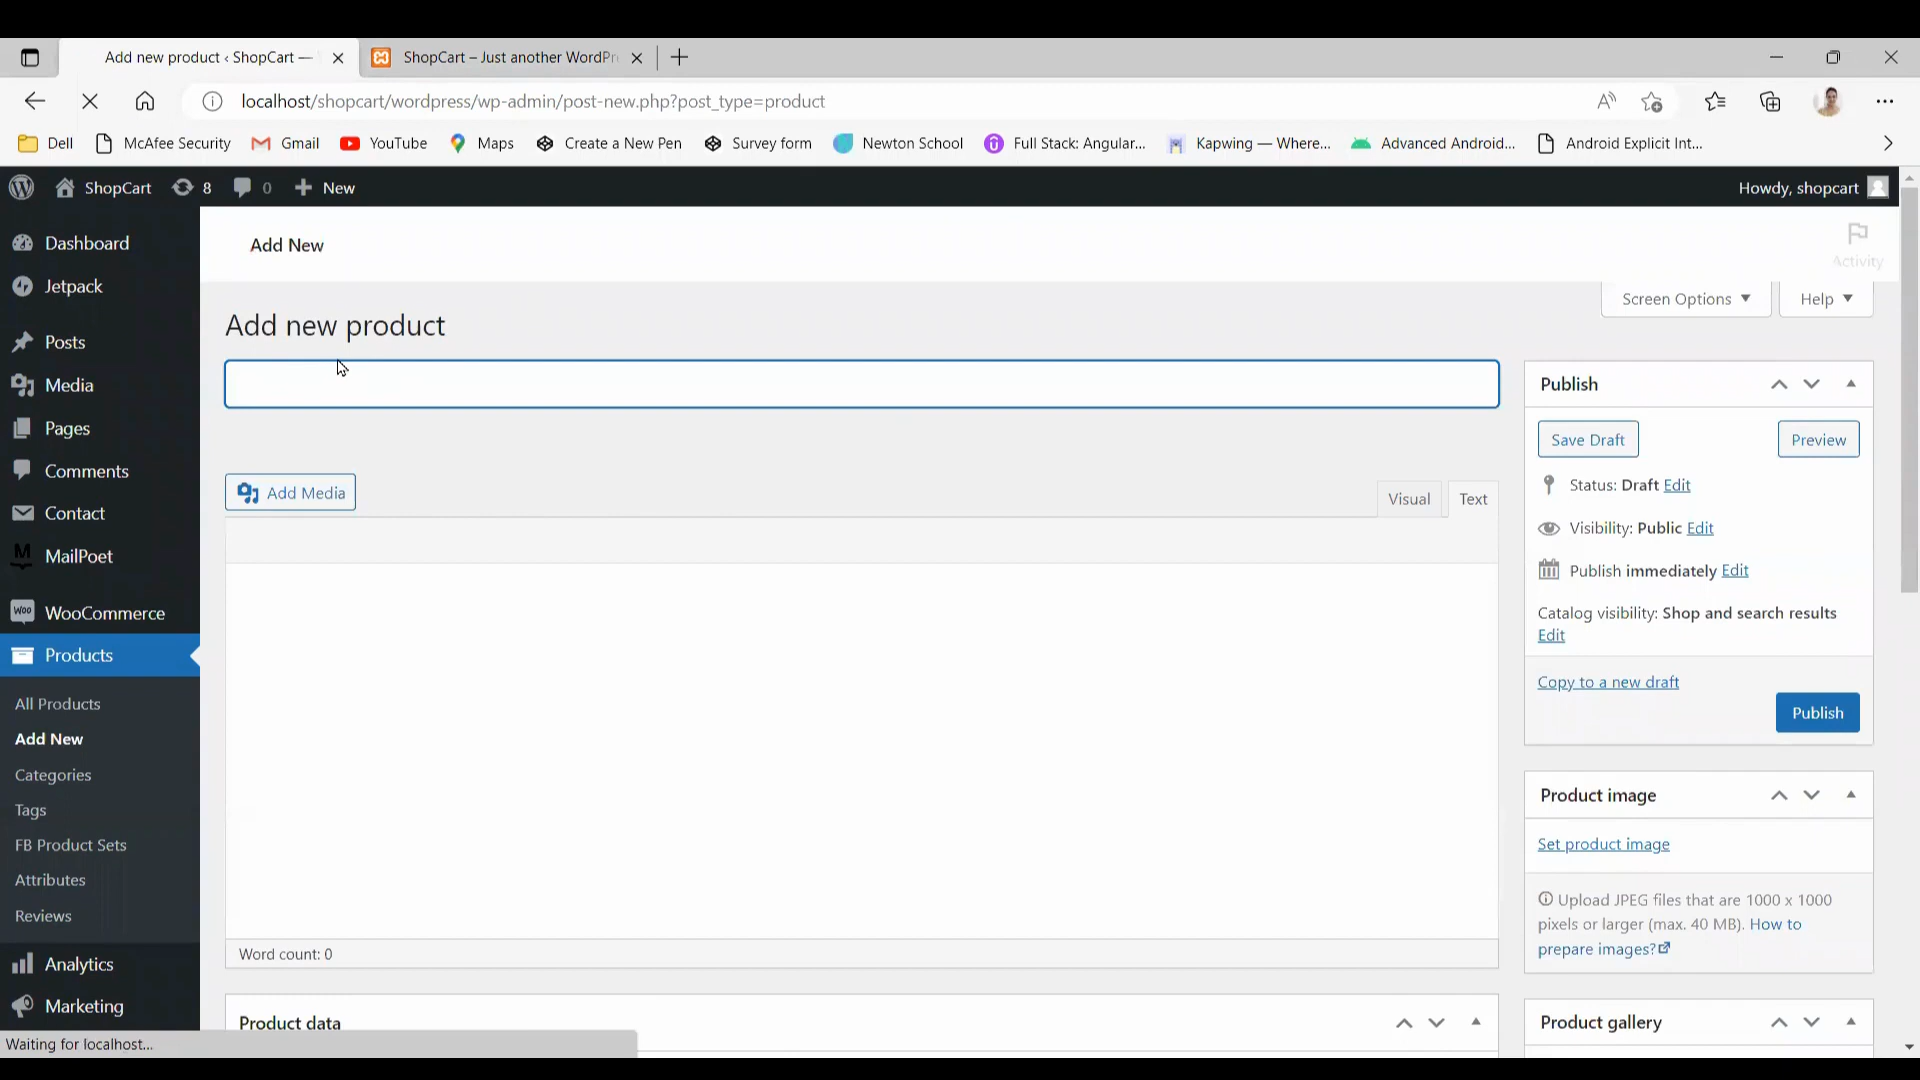 Add new product ‹ ShopCart —
ShopCart – Just another WordPr
localhost/shopcart/wordpress/wp-admin/post-new.php?post_type=product
Dell
McAfee Security
Gmail
YouTube
Maps
Create a New Pen
Survey form
Newton School
Full Stack: Angular...
Kapwing — Where...
Advanced Android...
Android Explicit Int...
ShopCart
8
0
New
Howdy, shopcart
Dashboard
Jetpack
Posts
Media
Pages
Comments
Contact
MailPoet
WooCommerce
Products
All Products
Add New
Categories
Tags
FB Product Sets
Attributes
Reviews
Analytics
Marketing
Waiting for localhost...
Add New
Activity
Screen Options
Help
Add new product
Add Media
Visual
Text
Word count: 0
Product data
Publish
Save Draft
Preview
Status: Draft Edit
Visibility: Public Edit
Publish immediately Edit
Catalog visibility: Shop and search results
Edit
Copy to a new draft
Publish
Product image
Set product image
Upload JPEG files that are 1000 x 1000
pixels or larger (max. 40 MB). How to
prepare images?
Product gallery